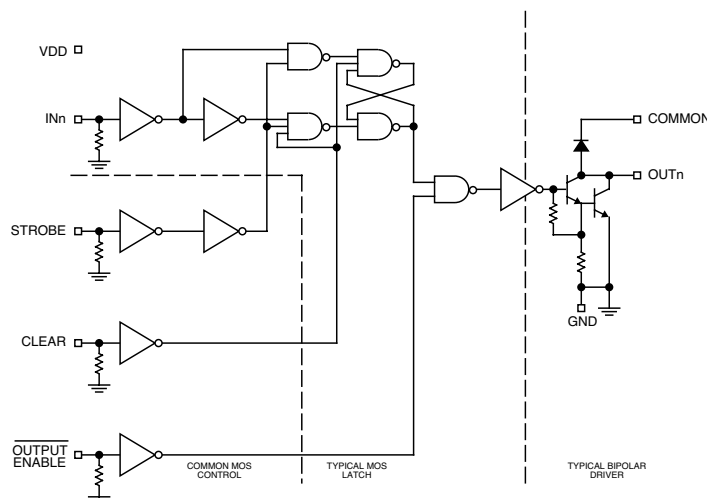 VDD
INn
COMMON
OUTn
STROBE
GND
CLEAR
OUTPUT
ENABLE
COMMON MOS
CONTROL
TYPICAL MOS
LATCH
TYPICAL BIPOLAR
DRIVER